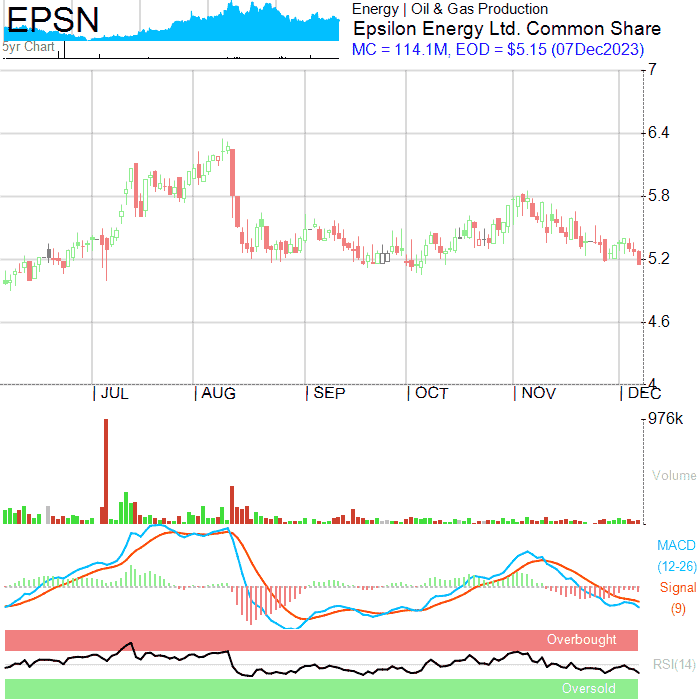 EPSN
5yr Chart
Energy | Oil & Gas Production
Epsilon Energy Ltd. Common Share
MC = 114.1M, EOD = $5.15 (07Dec2023)
7
6.4
5.8
5.2
4.6
4
| JUL | AUG | SEP | OCT | NOV | DEC
976k
Volume
MACD
(12-26)
Signal
(9)
Overbought
RSI(14)
Oversold